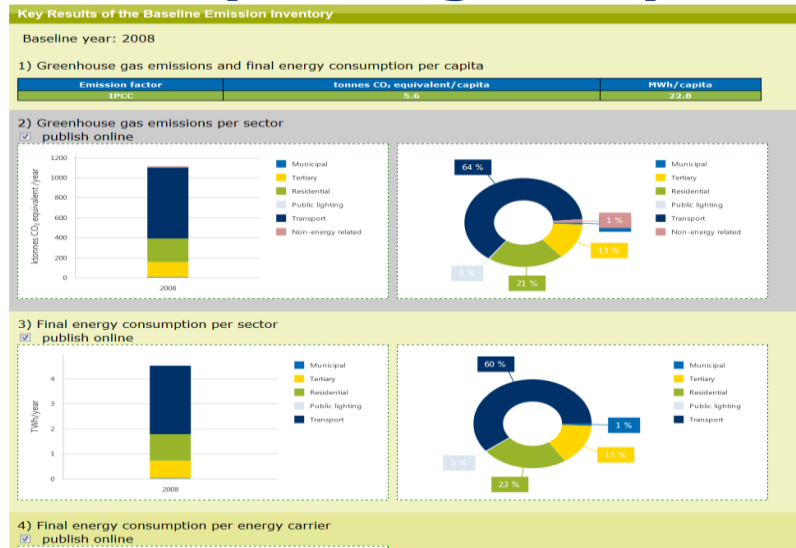 Key Results of the Baseline Emission Inventory
Baseline year: 2008
1) Greenhouse gas emissions and final energy consumption per capita
Emission factor tonnes CO₂ equivalent/capita MWh/capita
IPCC 5.6 22.8
2) Greenhouse gas emissions per sector
publish online
ktonnes CO₂ equivalent /year
1200
1000
800
600
400
200
0
2008
Municipal
Tertiary
Residential
Public lighting
Transport
Non-energy related
64 %
1 %
13 %
21 %
0 %
Municipal
Tertiary
Residential
Public lighting
Transport
Non-energy related
3) Final energy consumption per sector
publish online
TWh/year
4
3
2
1
0
2008
Municipal
Tertiary
Residential
Public lighting
Transport
60 %
1 %
15 %
23 %
0 %
Municipal
Tertiary
Residential
Public lighting
Transport
4) Final energy consumption per energy carrier
publish online